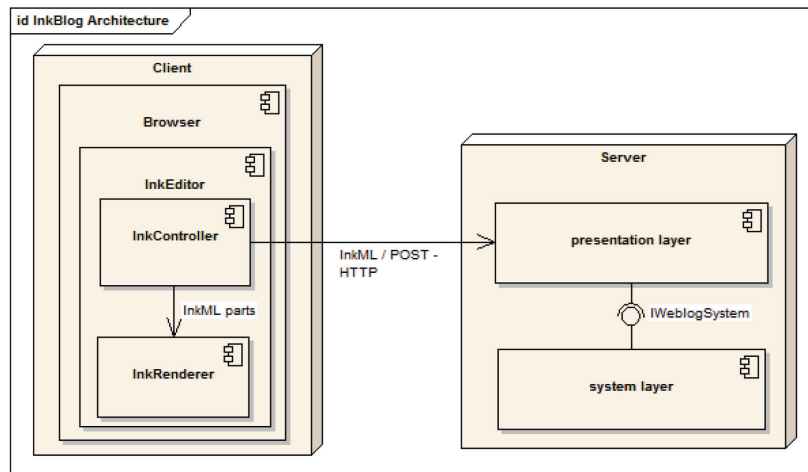 id InkBlog Architecture
Client
Browser
InkEditor
InkController
InkML parts
InkRenderer
InkML / POST -
HTTP
Server
presentation layer
IWeblogSystem
system layer